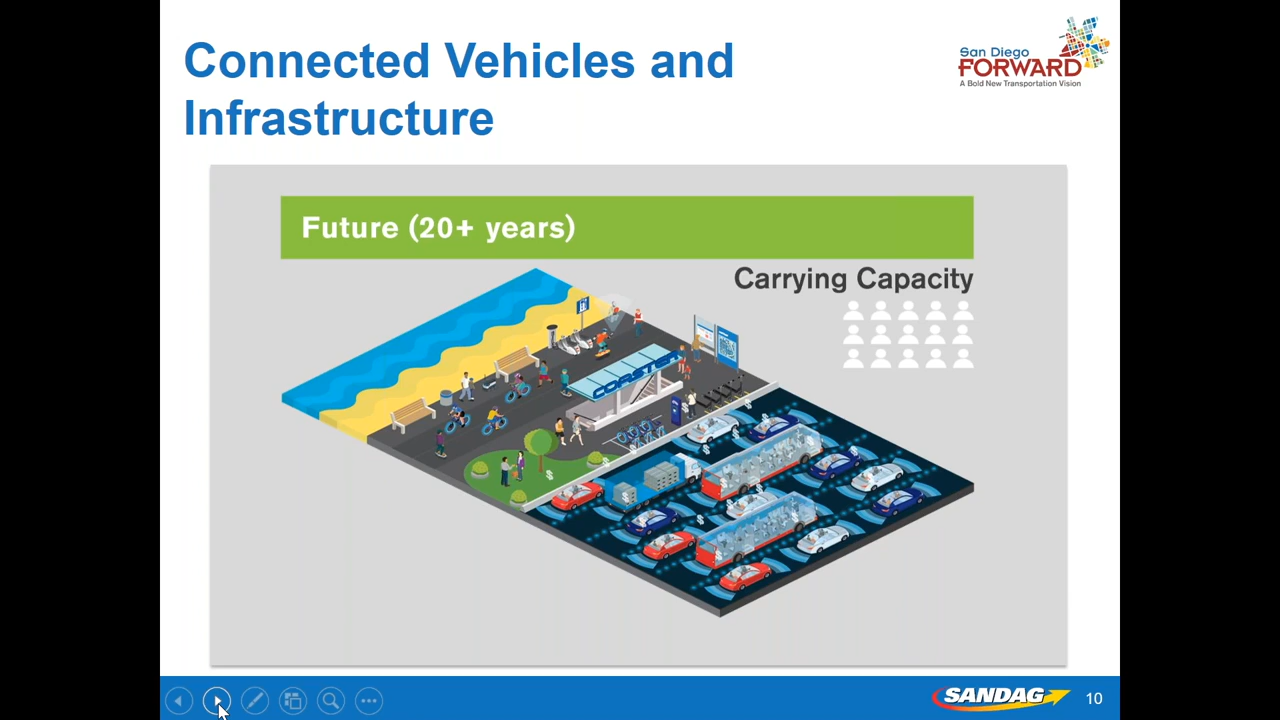 Connected Vehicles and
Infrastructure
San Diego
FORWARD
A Bold New Transportation Vision
Future (20+ years)
Carrying Capacity
COASTER
SANDAG
10